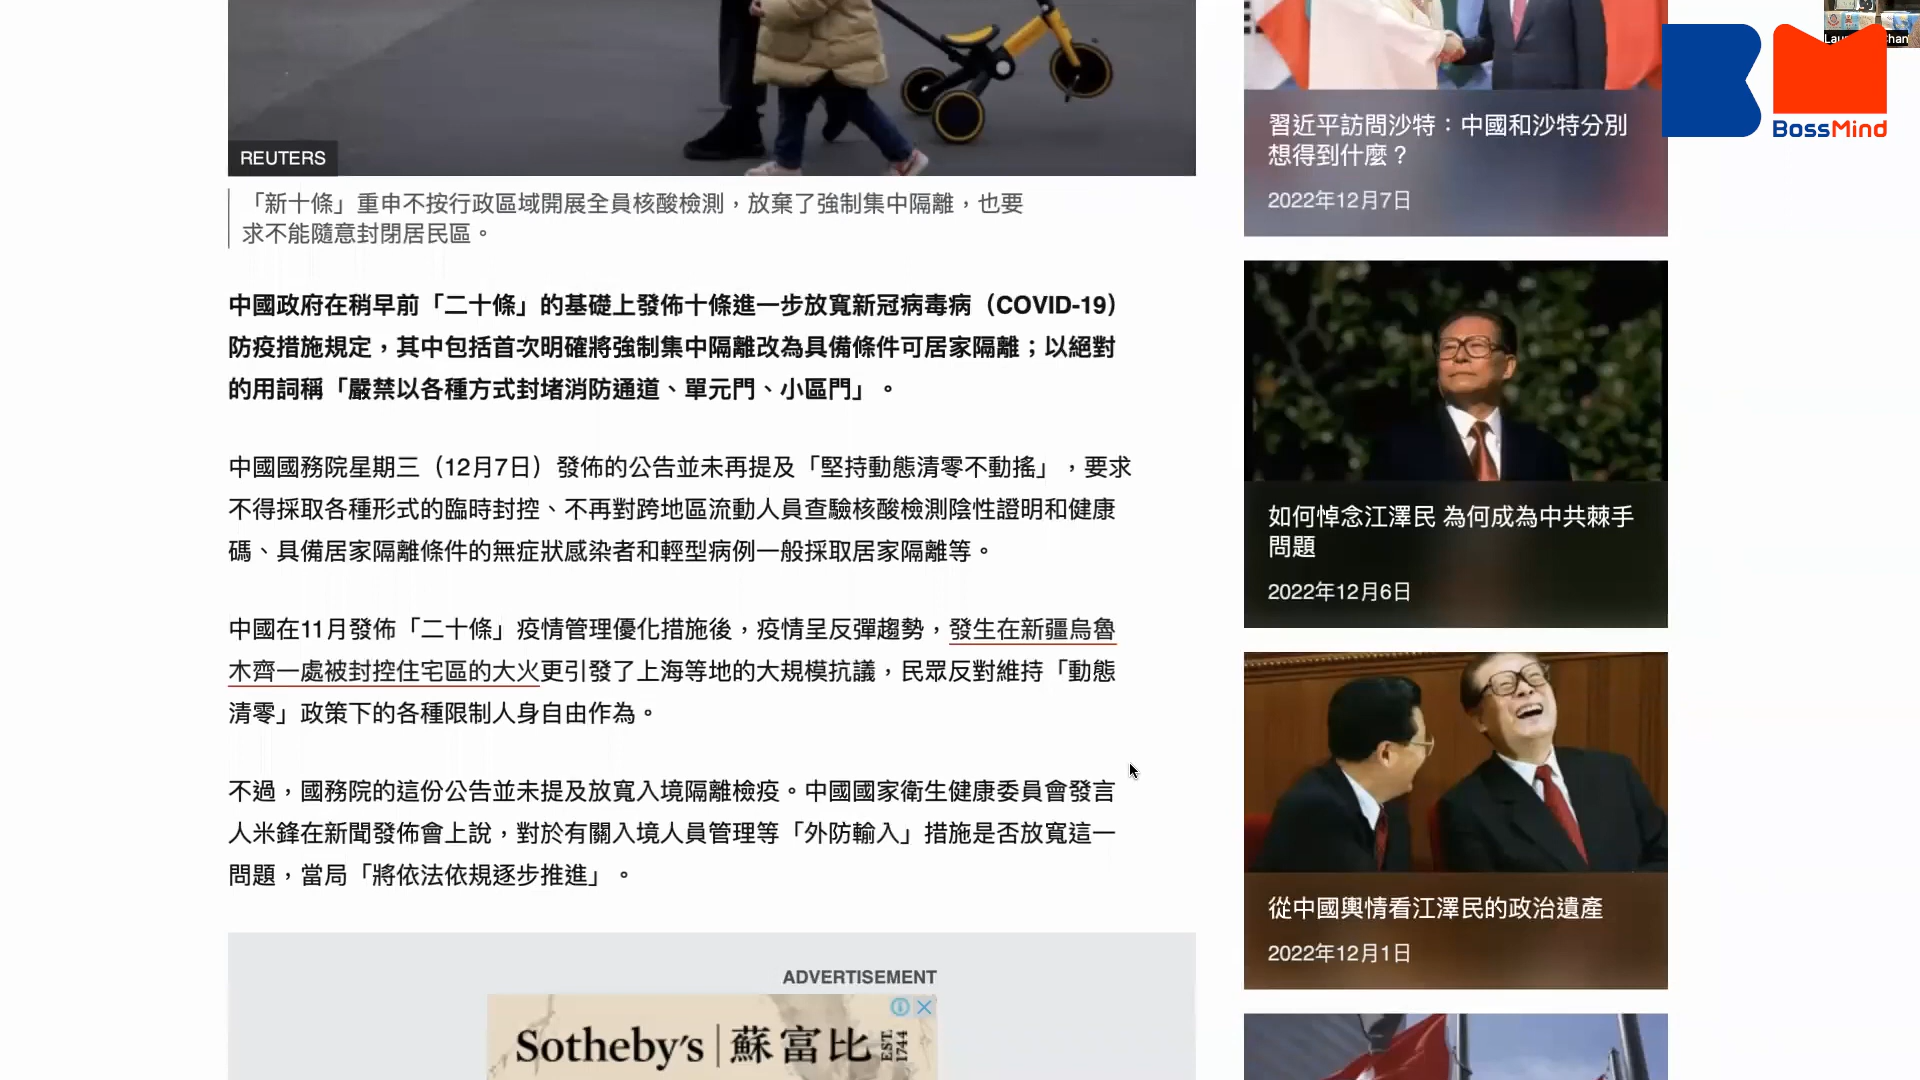 REUTERS
「新十條」重申不按行政區域開展全員核酸檢測，放棄了強制集中隔離，也要
求不能隨意封閉居民區。
中國政府在稍早前「二十條」的基礎上發佈十條進一步放寬新冠病毒病（COVID-19）
防疫措施規定，其中包括首次明確將強制集中隔離改為具備條件可居家隔離；以絕對
的用詞稱「嚴禁以各種方式封堵消防通道、單元門、小區門」。
中國國務院星期三（12月7日）發佈的公告並未再提及「堅持動態清零不動搖」，要求
不得採取各種形式的臨時封控、不再對跨地區流動人員查驗核酸檢測陰性證明和健康
碼、具備居家隔離條件的無症狀感染者和輕型病例一般採取居家隔離等。
中國在11月發佈「二十條」疫情管理優化措施後，疫情呈反彈趨勢，發生在新疆烏魯
木齊一處被封控住宅區的大火更引發了上海等地的大規模抗議，民眾反對維持「動態
清零」政策下的各種限制人身自由作為。
不過，國務院的這份公告並未提及放寬入境隔離檢疫。中國國家衛生健康委員會發言
人米鋒在新聞發佈會上說，對於有關入境人員管理等「外防輸入」措施是否放寬這一
問題，當局「將依法依規逐步推進」。
ADVERTISEMENT
Sotheby's | 蘇富比 EST. 1744
習近平訪問沙特：中國和沙特分別
想得到什麼？
2022年12月7日
如何悼念江澤民 為何成為中共棘手
問題
2022年12月6日
從中國輿情看江澤民的政治遺產
2022年12月1日
BossMind